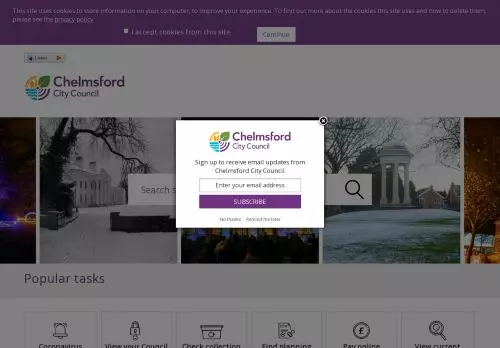 This site uses cookies to store information on your computer, to improve your experience. To find out more about the cookies this site uses and how to delete them,
please see the privacy policy
I accept cookies from this site
Continue
Listen
Chelmsford
City Council
Chelmsford
City Council
Sign up to receive email updates from
Chelmsford City Council
Enter your email address
SUBSCRIBE
No thanks Remind me later
Search s
Popular tasks
Coronavirus
View your Council
Check collection
Find planning
Pay online
View current